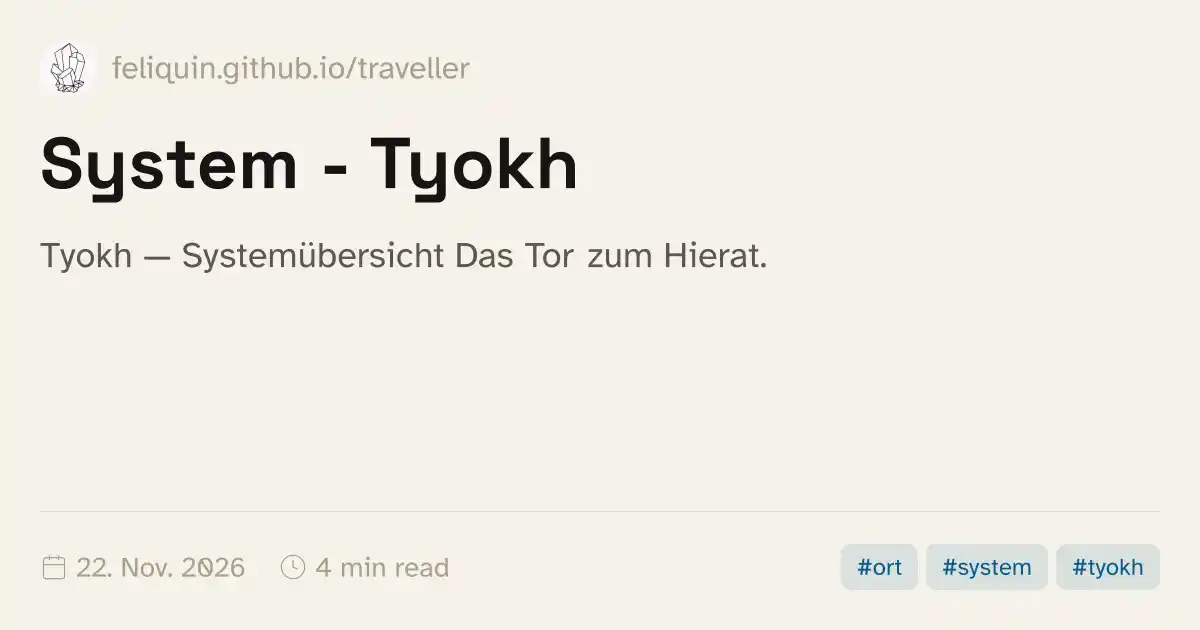 feliquin.github.io/traveller
System - Tyokh
Tyokh — Systemübersicht Das Tor zum Hierat.
22. Nov. 2026 4 min read #ort #system #tyokh